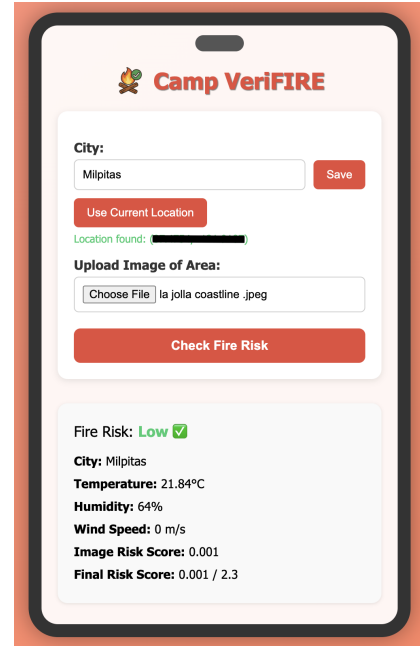 Camp VeriFIRE
City:
Milpitas Save
Use Current Location
Location found: ( )
Upload Image of Area:
Choose File la jolla coastline .jpeg
Check Fire Risk
Fire Risk: Low ✅
City: Milpitas
Temperature: 21.84°C
Humidity: 64%
Wind Speed: 0 m/s
Image Risk Score: 0.001
Final Risk Score: 0.001 / 2.3